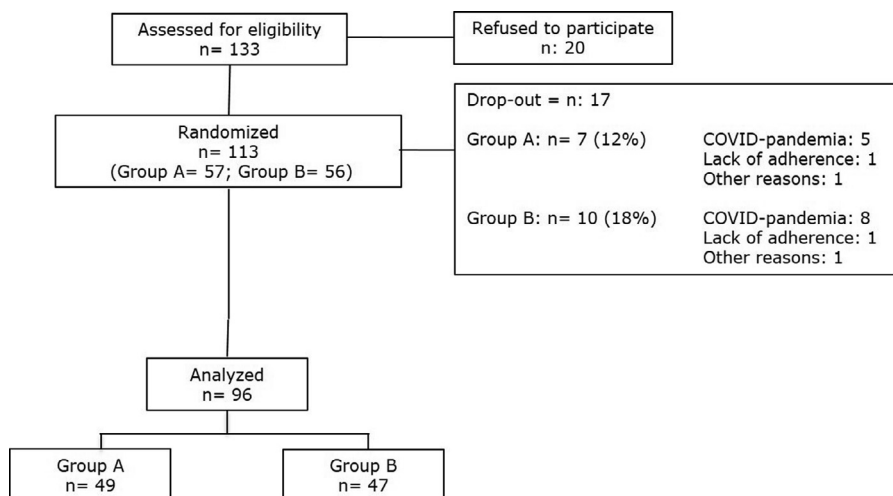 Assessed for eligibility
n= 133
Refused to participate
n: 20
Randomized
n= 113
(Group A= 57; Group B= 56)
Drop-out = n: 17
Group A: n= 7 (12%) COVID-pandemia: 5
Lack of adherence: 1
Other reasons: 1
Group B: n= 10 (18%) COVID-pandemia: 8
Lack of adherence: 1
Other reasons: 1
Analyzed
n= 96
Group A
n= 49
Group B
n= 47